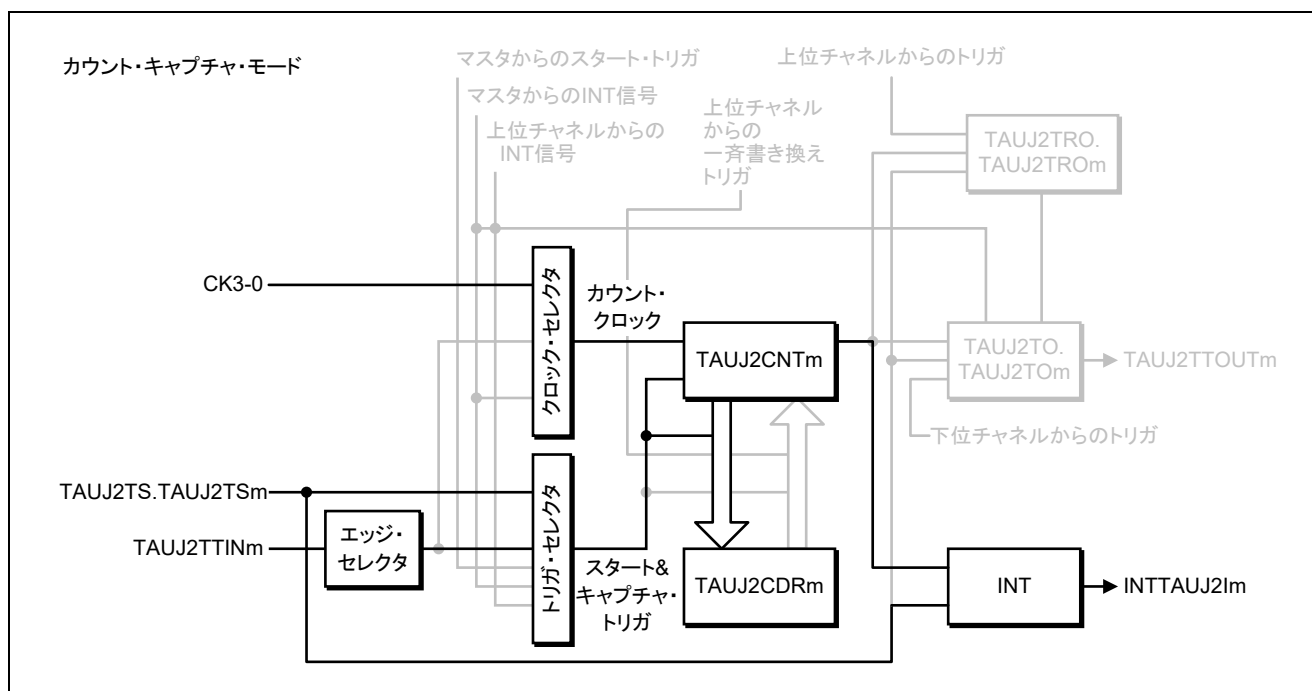 カウント・キャプチャ・モード
マスタからのスタート・トリガ
マスタからのINT信号
上位チャネルからの
INT信号
上位チャネル
からの
一斉書き換え
トリガ
上位チャネルからのトリガ
TAUJ2TRO.
TAUJ2TROm
CK3-0
クロック・セレクタ
カウント・
クロック
TAUJ2CNTm
TAUJ2TO.
TAUJ2TOm
TAUJ2TTOUTm
下位チャネルからのトリガ
TAUJ2TS.TAUJ2TSm
TAUJ2TTINm
エッジ・
セレクタ
トリガ・セレクタ
スタート&
キャプチャ・
トリガ
TAUJ2CDRm
INT
INTTAUJ2Im